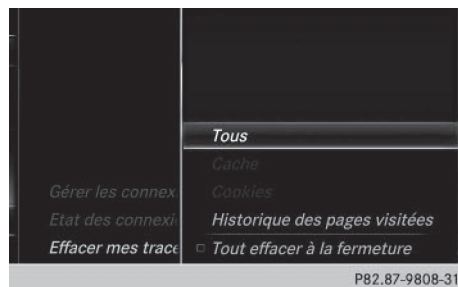 Tous
Cache
Gérer les connex
Cookies
Etat des connexi
Historique des pages visitées
Effacer mes trace
Tout effacer à la fermeture
P82.87-9808-31